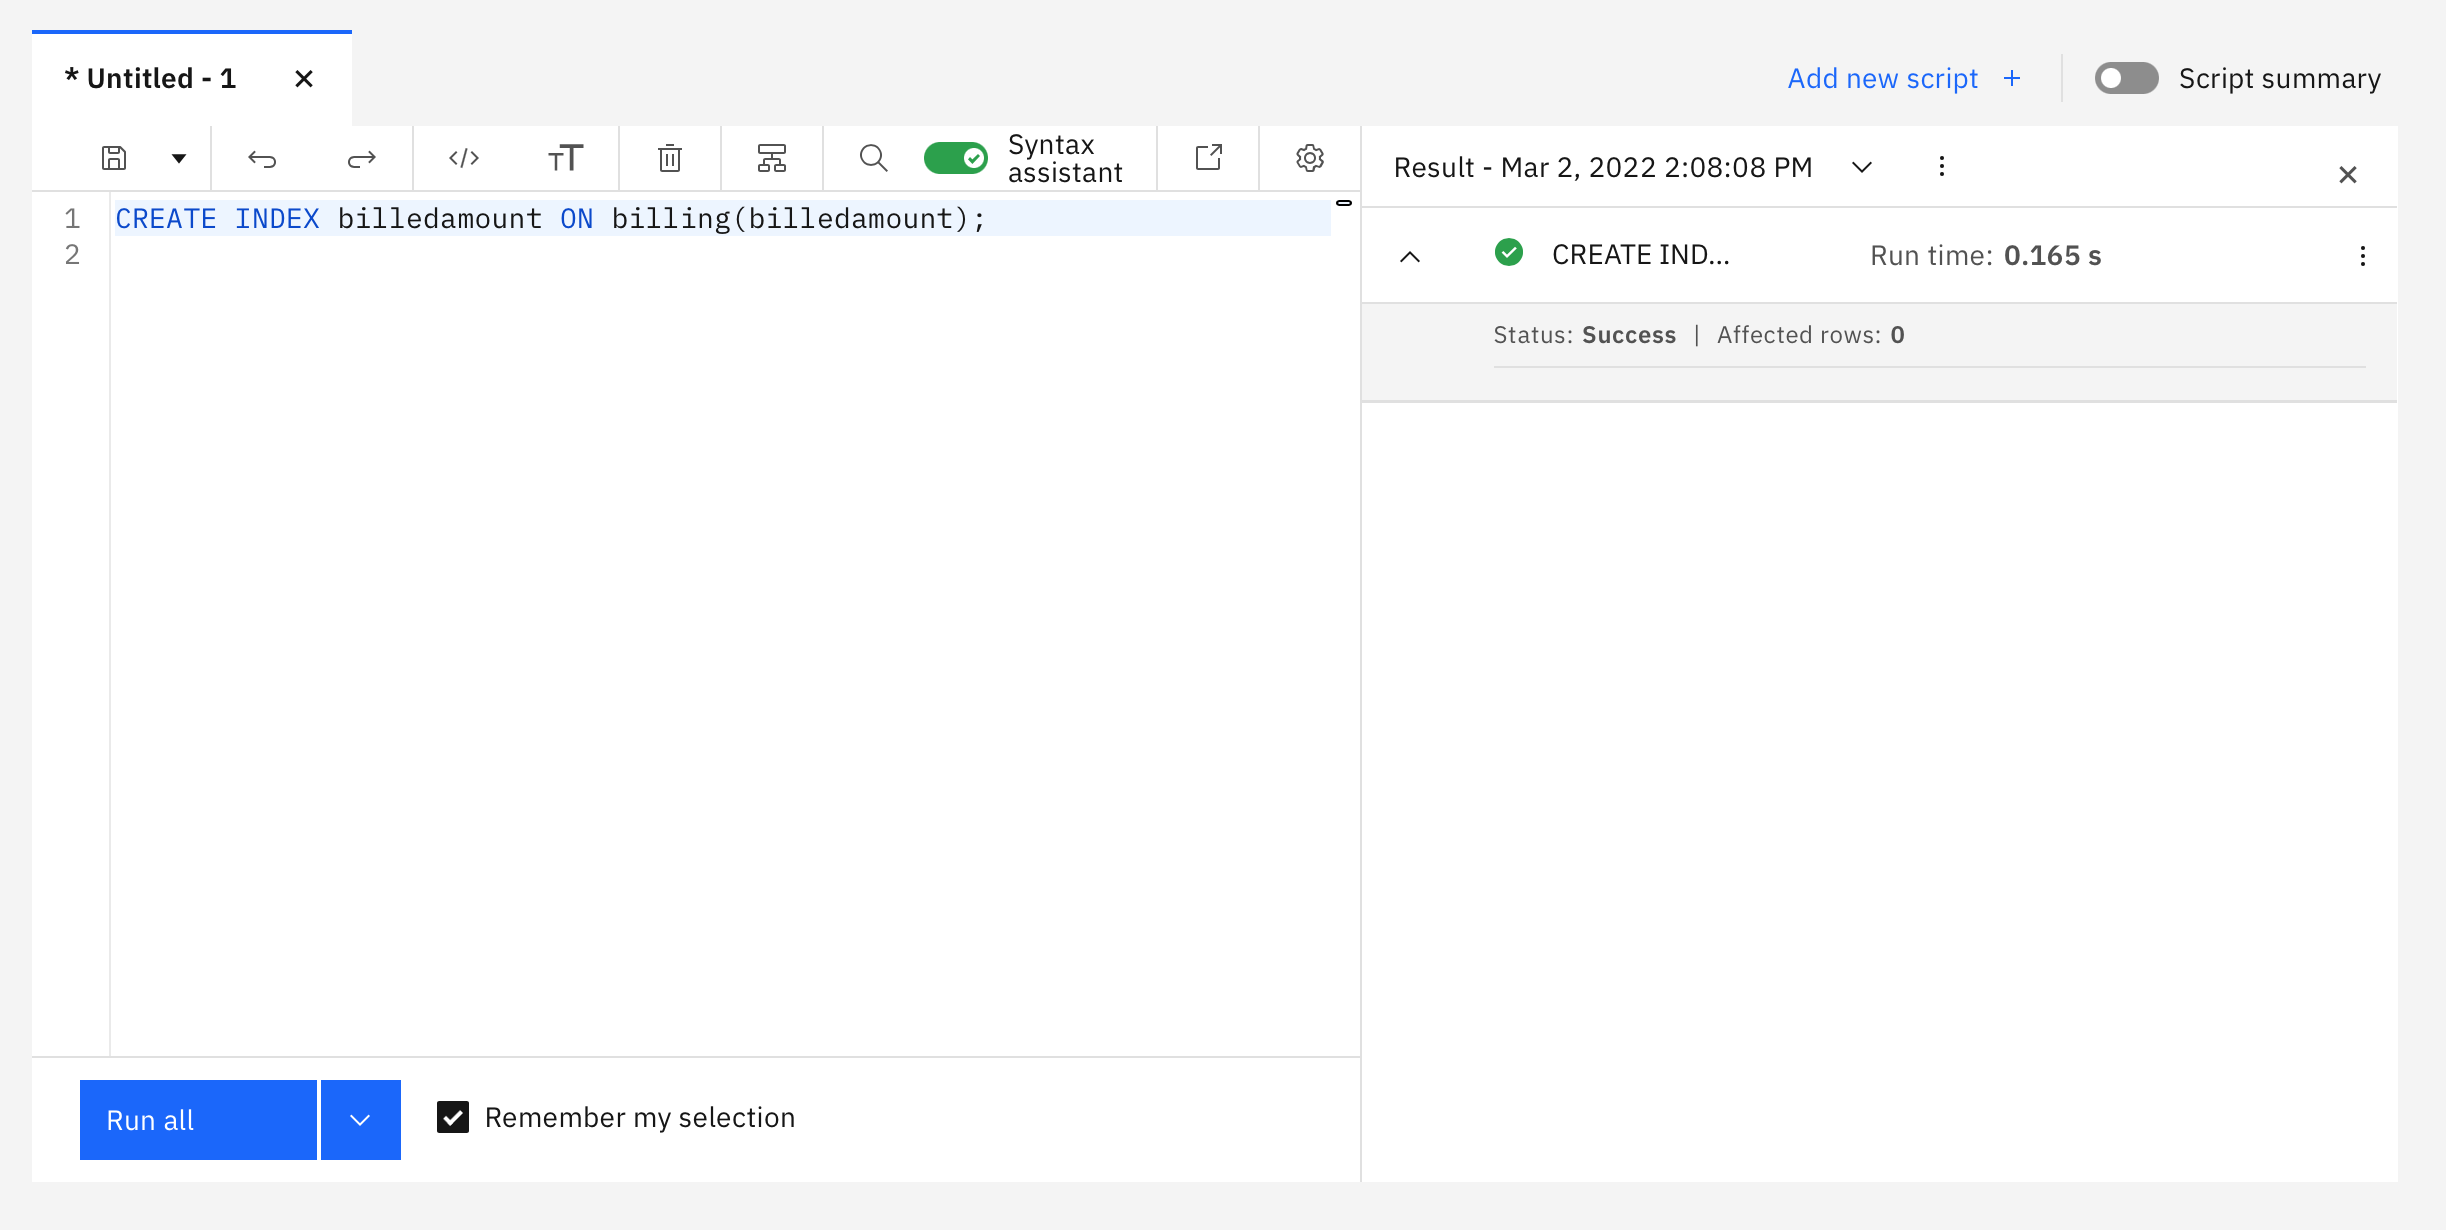 * Untitled - 1
Add new script +
Script summary
Syntax
assistant
Result - Mar 2, 2022 2:08:08 PM
1 CREATE INDEX billedamount ON billing(billedamount);
2
CREATE IND...
Run time: 0.165 s
Status: Success | Affected rows: 0
Run all
Remember my selection